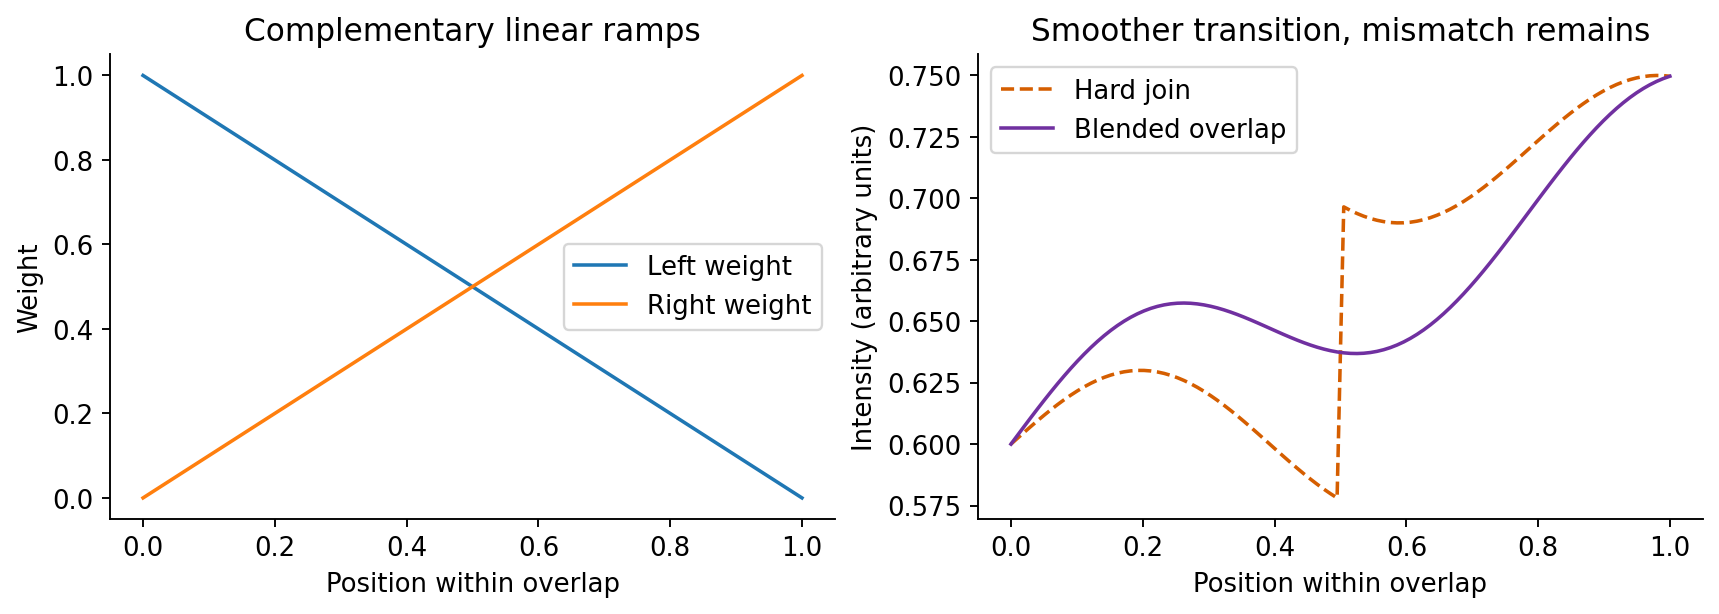 Complementary linear ramps
1.0
0.8
0.6
0.4
0.2
0.0
Weight
Left weight
Right weight
0.0 0.2 0.4 0.6 0.8 1.0
Position within overlap
Smoother transition, mismatch remains
0.750
0.725
0.700
0.675
0.650
0.625
0.600
0.575
Intensity (arbitrary units)
Hard join
Blended overlap
0.0 0.2 0.4 0.6 0.8 1.0
Position within overlap